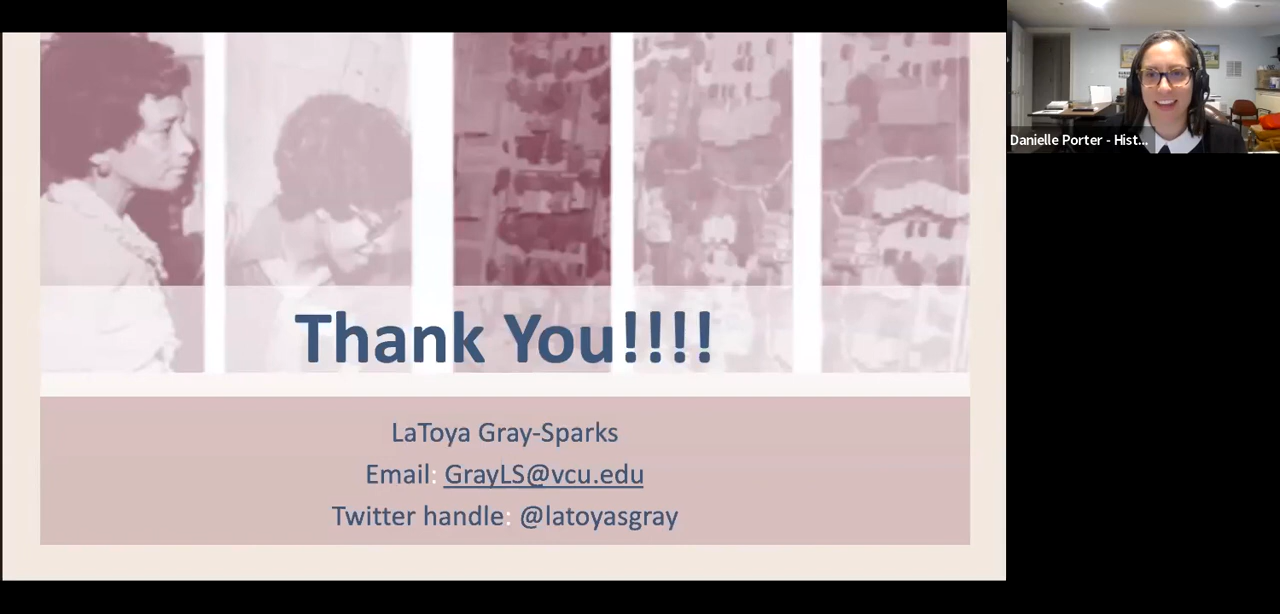 Thank You!!!!
LaToya Gray-Sparks
Email: GrayLS@vcu.edu
Twitter handle: @latoyasgray
Danielle Porter - Hist...